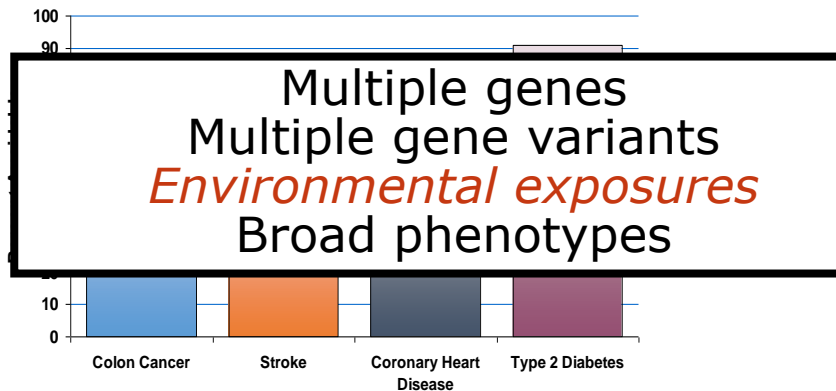 100
90
Multiple genes
Multiple gene variants
Environmental exposures
Broad phenotypes
10
0
Colon Cancer
Stroke
Coronary Heart
Disease
Type 2 Diabetes